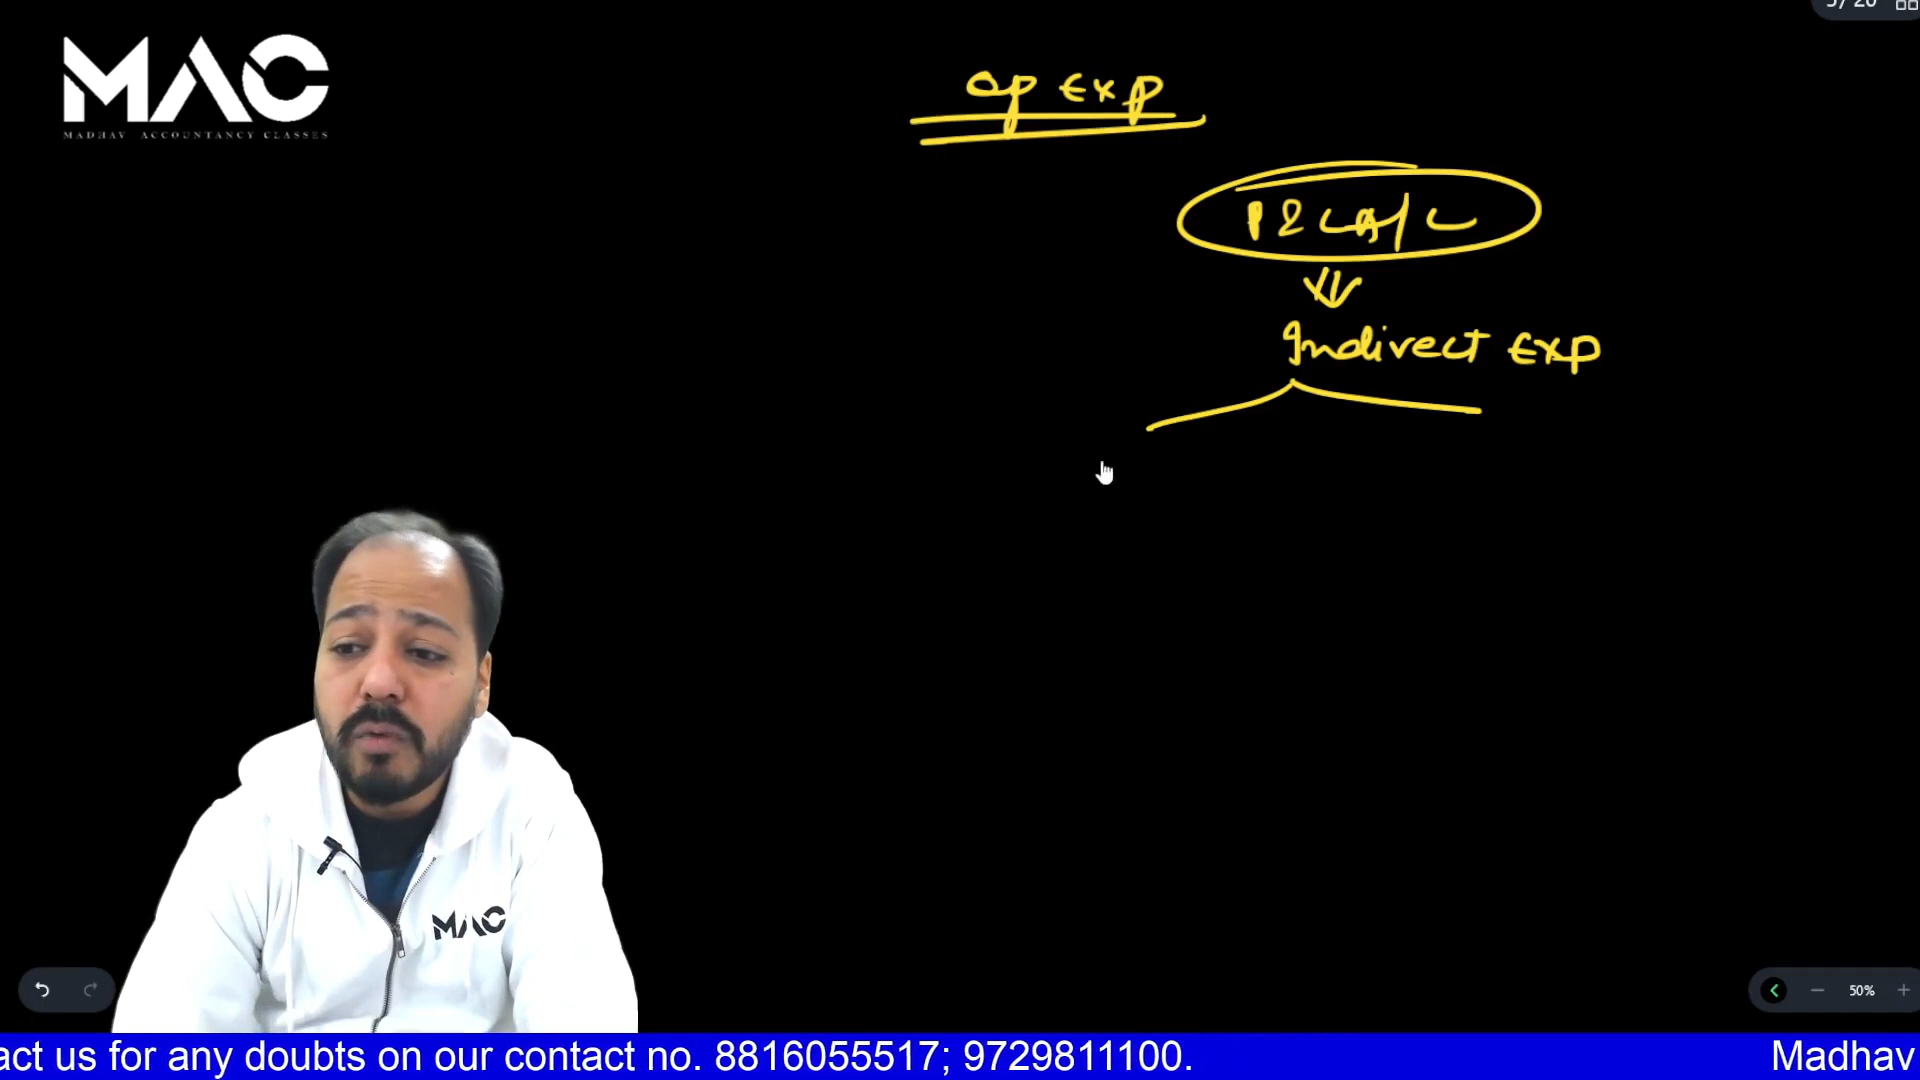 MAC
MADHAV ACCOUNTANCY CLASSES
op Exp
P & L A/C
Indirect Exp
MAC
50%
act us for any doubts on our contact no. 8816055517; 9729811100.
Madhav